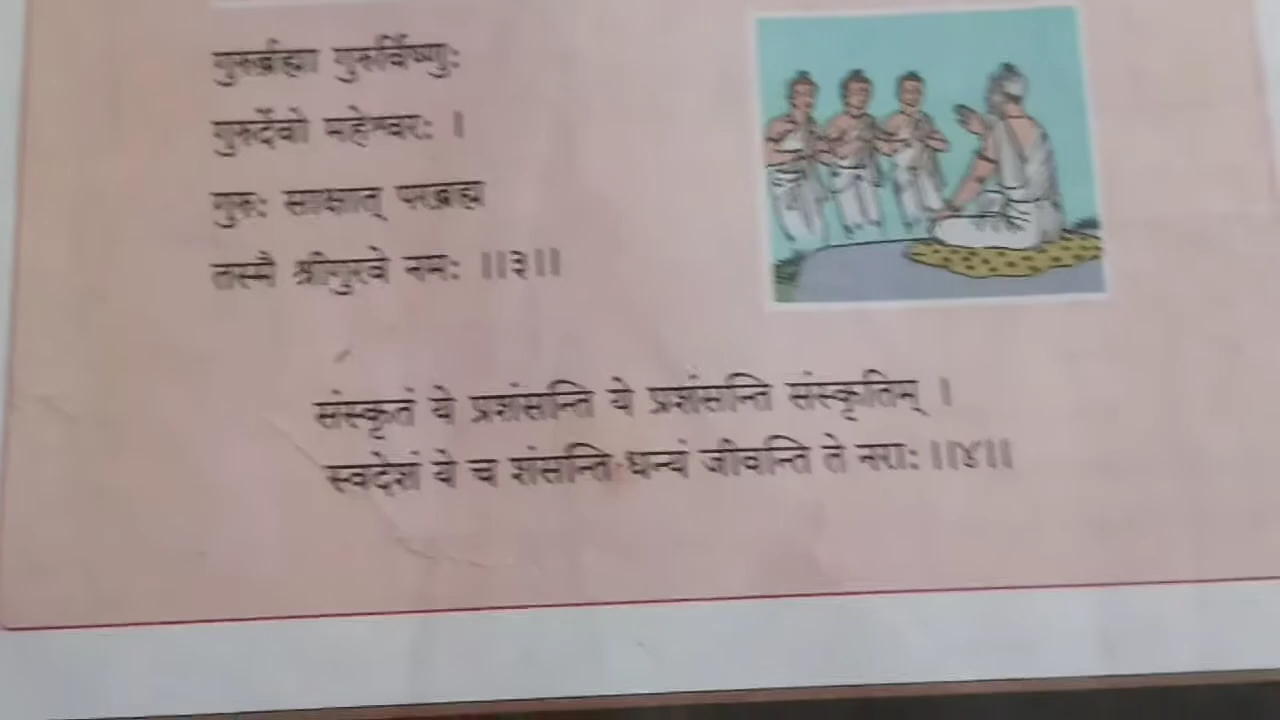 गुरुर्ब्रह्मा गुरुर्विष्णुः
गुरुर्देवो महेश्वरः ।
गुरुः साक्षात् परब्रह्म
तस्मै श्रीगुरवे नमः ।।३।।
संस्कृतं ये प्रशंसन्ति ये प्रशंसन्ति संस्कृतिम् ।
स्वदेशं ये च शंसन्ति धन्यं जीवन्ति ते नराः ।।४।।